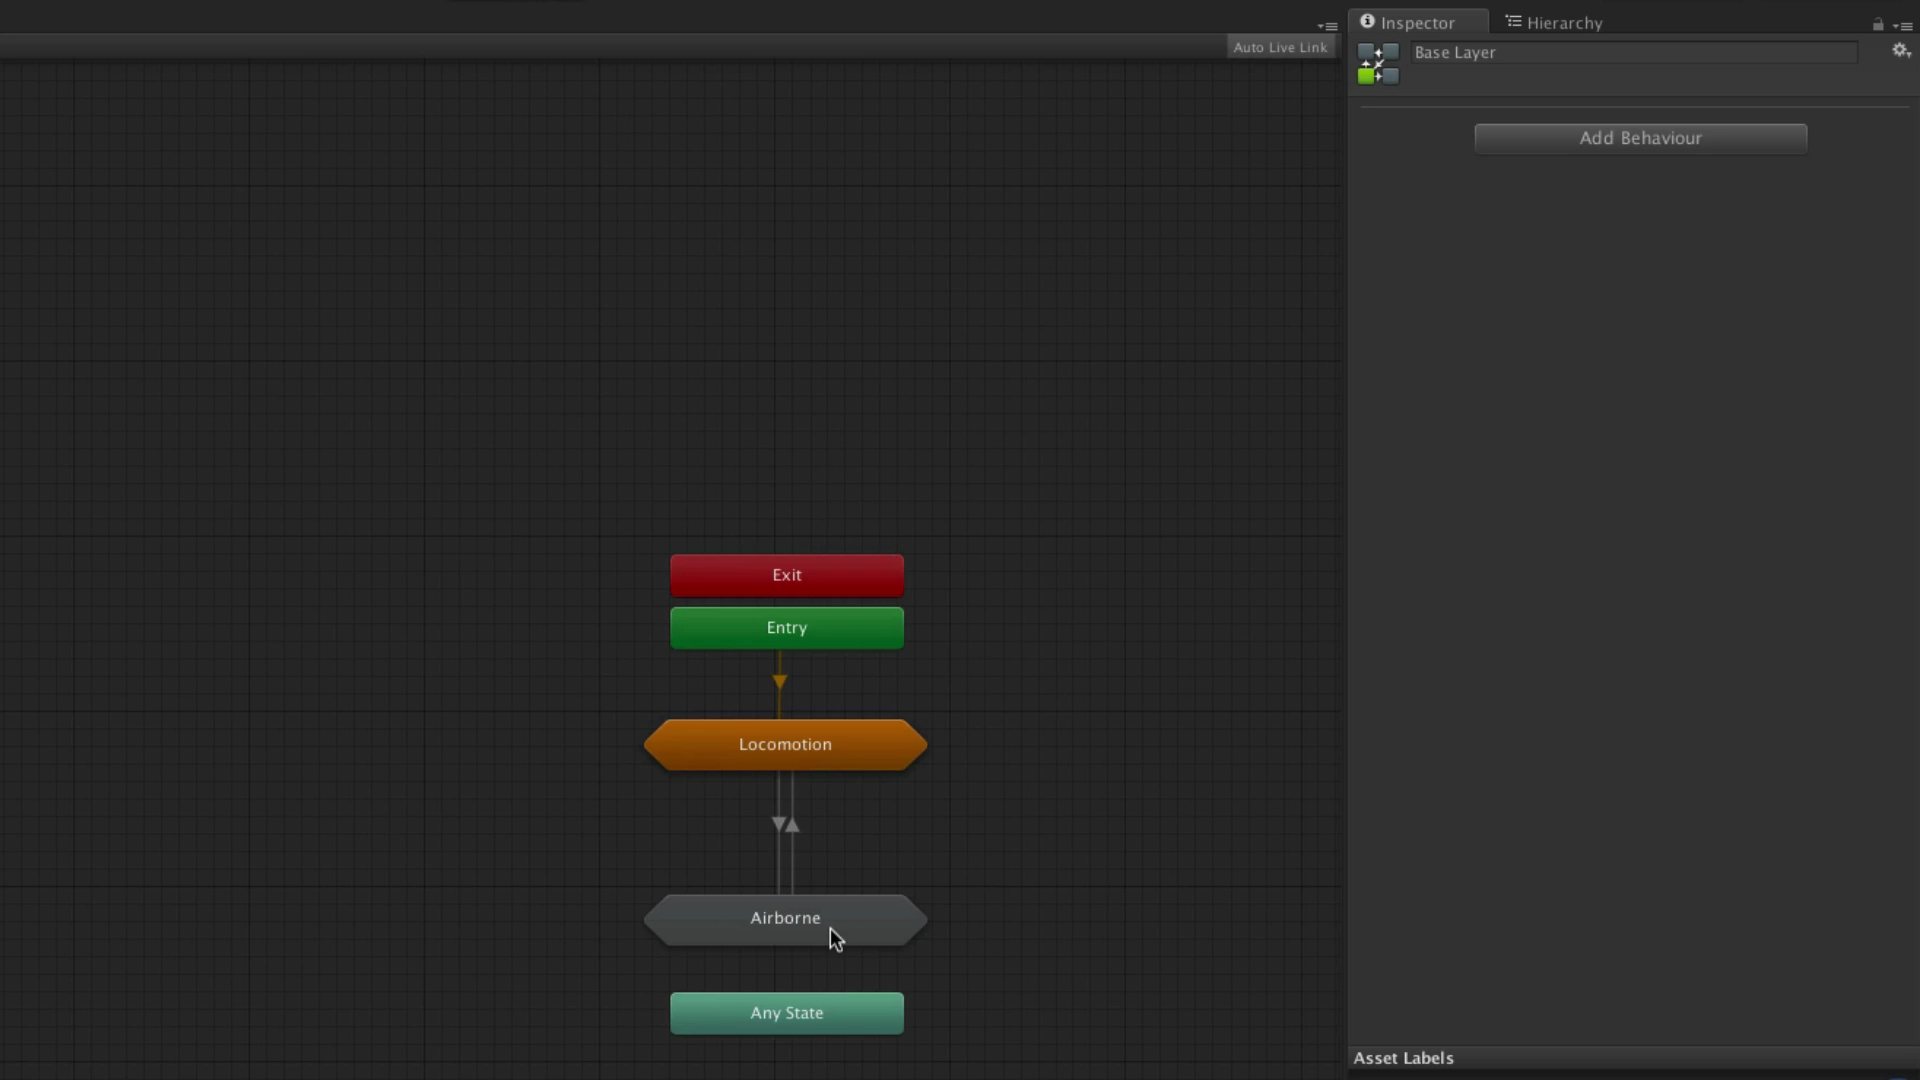 Inspector
Hierarchy
Auto Live Link
Base Layer
Add Behaviour
Exit
Entry
Locomotion
Airborne
Any State
Asset Labels